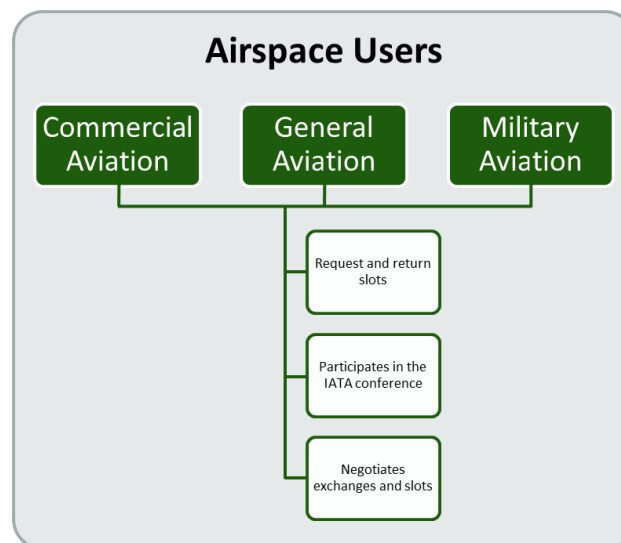 Airspace Users
Commercial
Aviation
General
Aviation
Military
Aviation
Request and return
slots
Participates in the
IATA conference
Negotiates
exchanges and slots